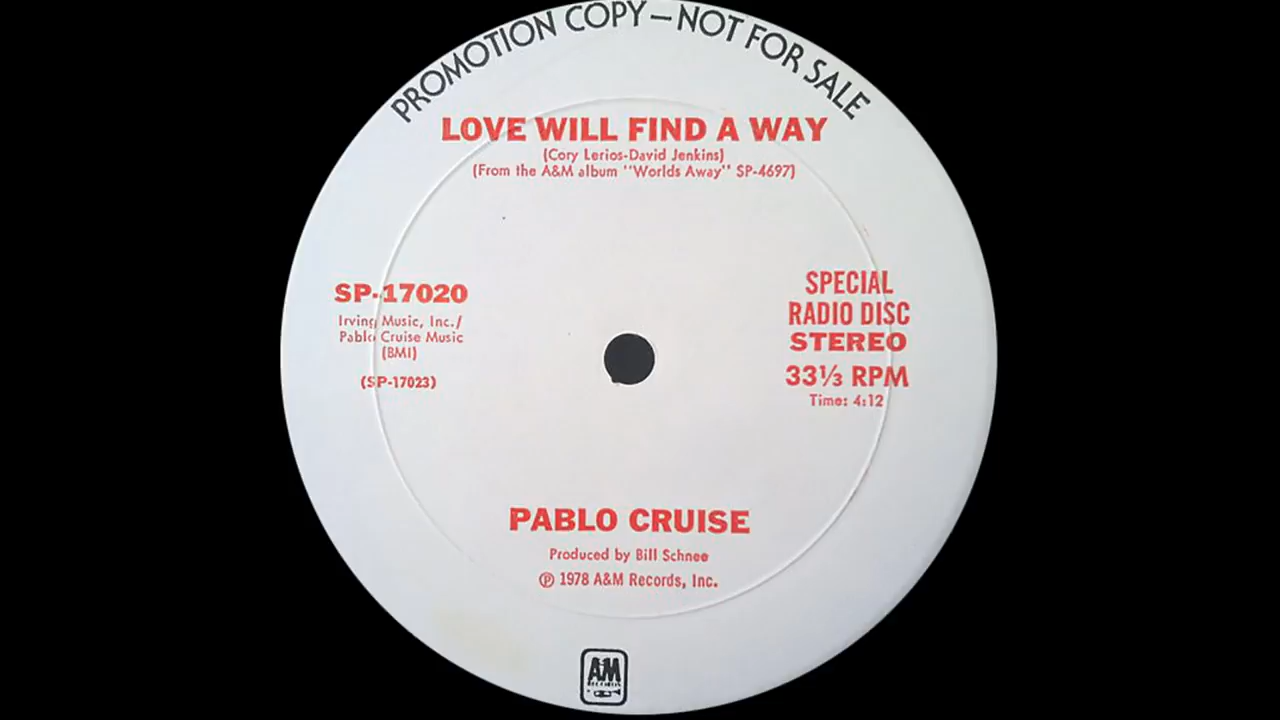 PROMOTION COPY—NOT FOR SALE
LOVE WILL FIND A WAY
(Cory Lerios-David Jenkins)
(From the A&M album "Worlds Away" SP-4697)
SP-17020
Irving Music, Inc./
Pablo Cruise Music
(BMI)
(SP-17023)
SPECIAL
RADIO DISC
STEREO
33⅓ RPM
Time: 4:12
PABLO CRUISE
Produced by Bill Schnee
℗ 1978 A&M Records, Inc.
A&M
RECORDS